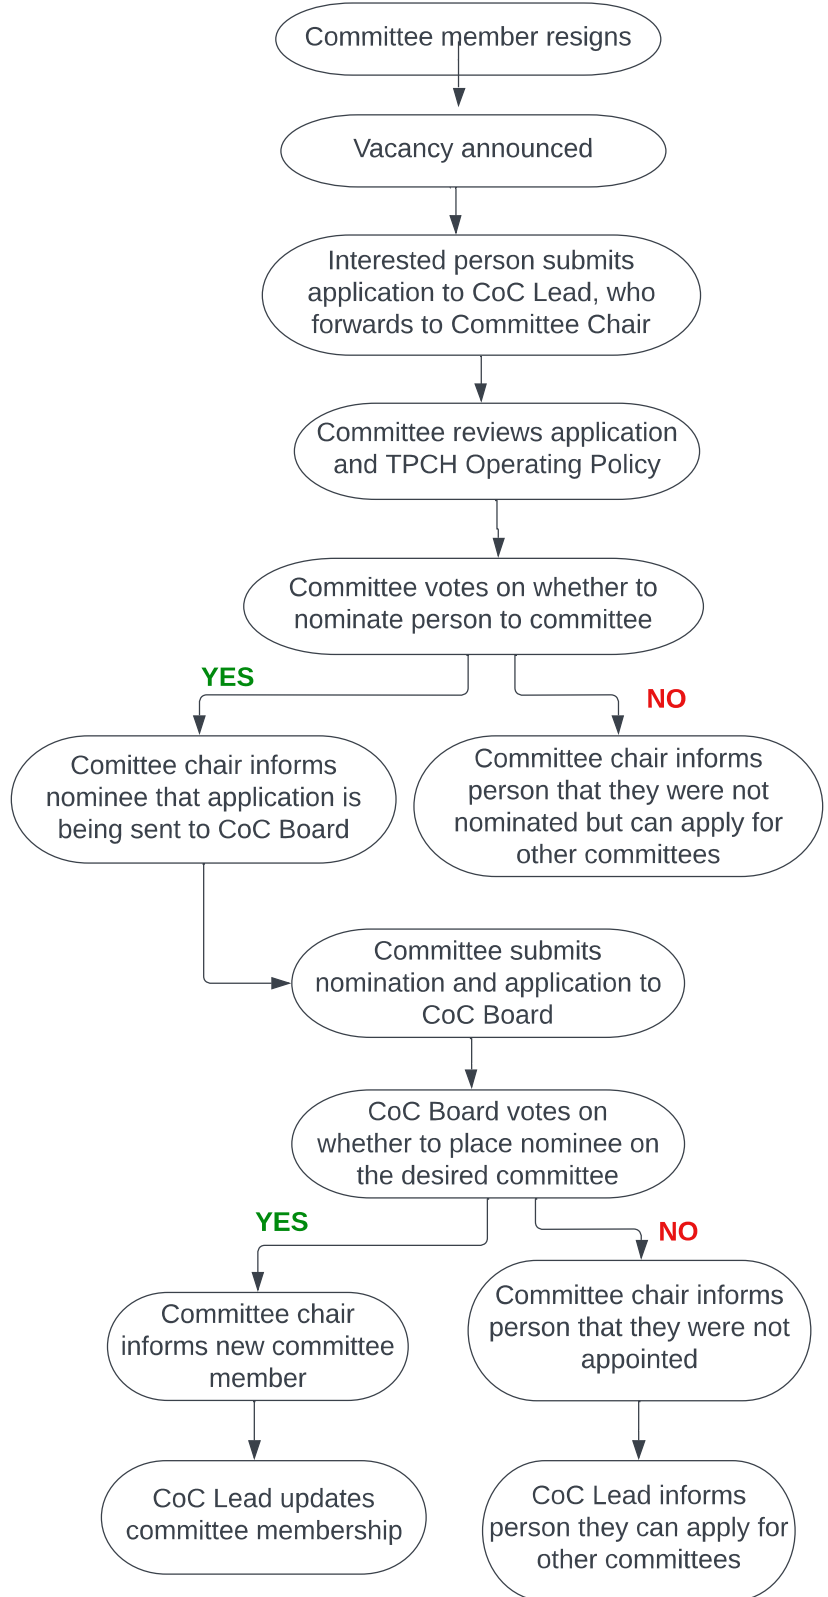 Committee member resigns
Vacancy announced
Interested person submits
application to CoC Lead, who
forwards to Committee Chair
Committee reviews application
and TPCH Operating Policy
Committee votes on whether to
nominate person to committee
YES
NO
Comittee chair informs
nominee that application is
being sent to CoC Board
Committee chair informs
person that they were not
nominated but can apply for
other committees
Committee submits
nomination and application to
CoC Board
CoC Board votes on
whether to place nominee on
the desired committee
YES
NO
Committee chair
informs new committee
member
Committee chair informs
person that they were not
appointed
CoC Lead updates
committee membership
CoC Lead informs
person they can apply for
other committees